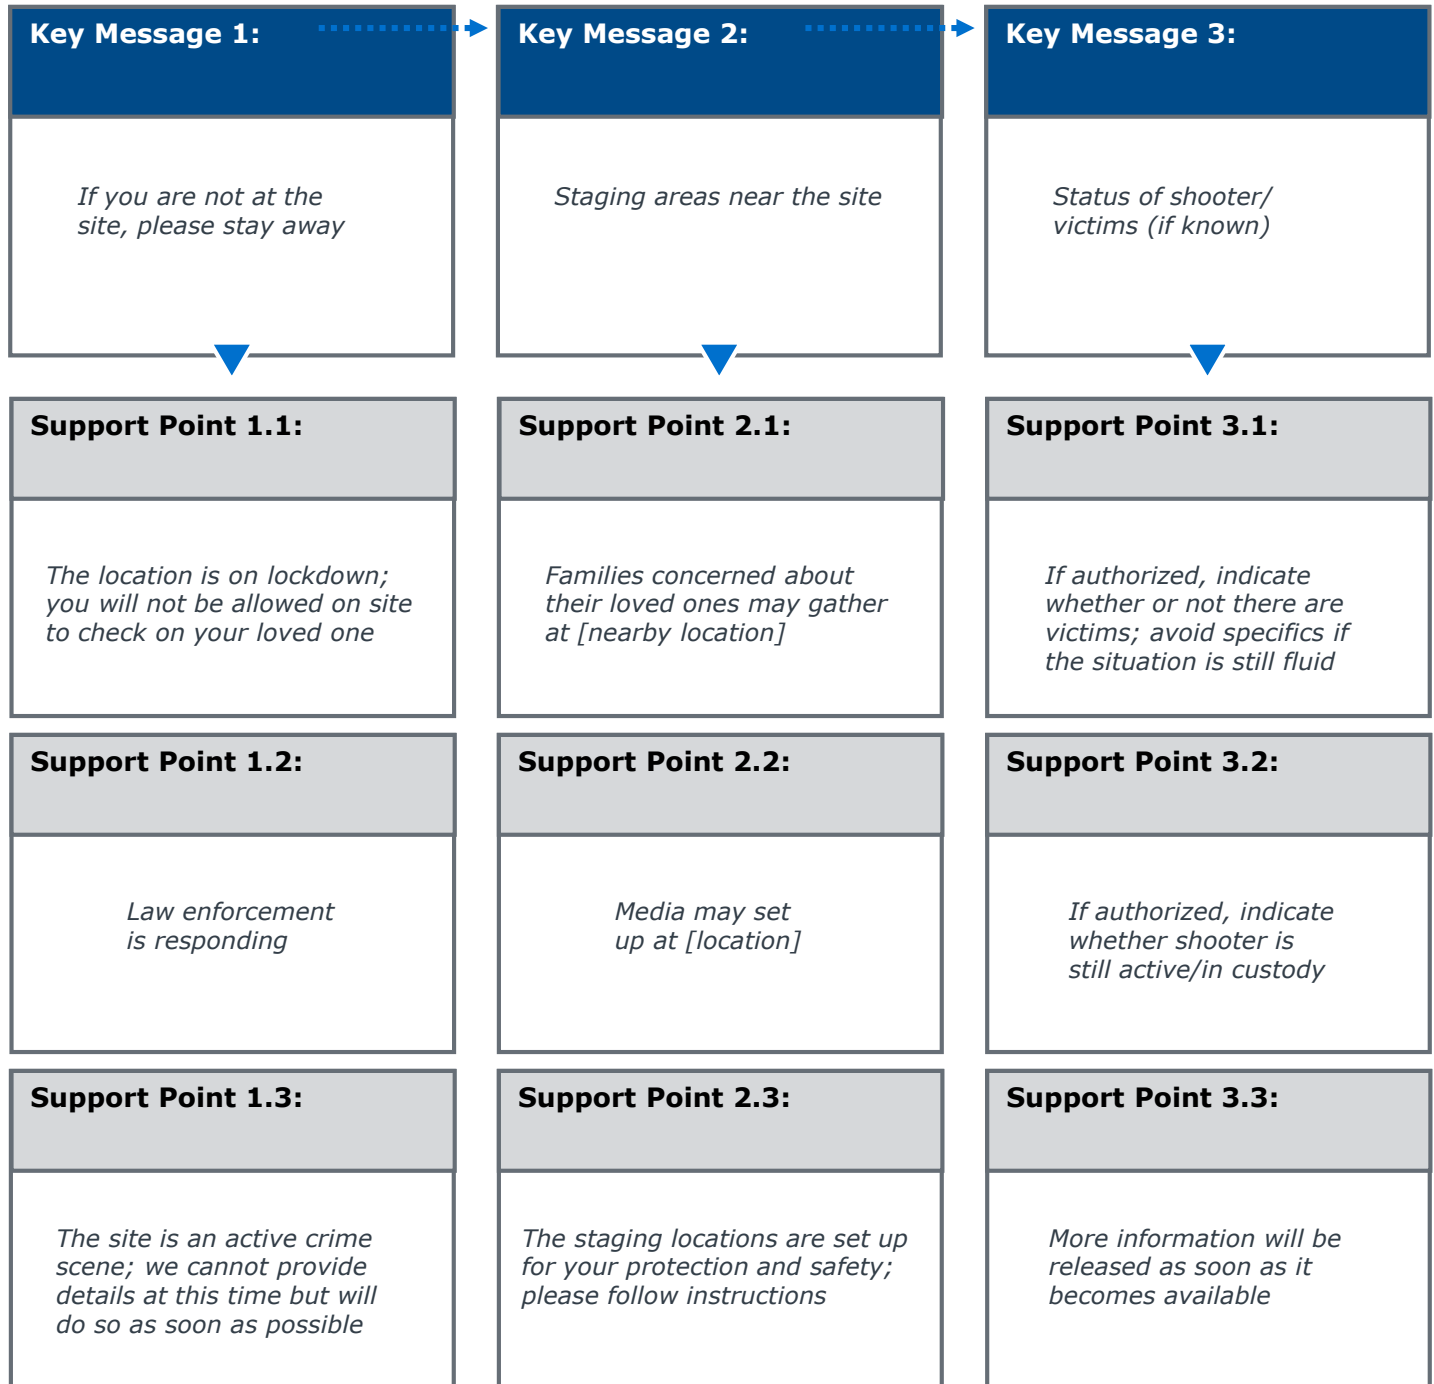 Key Message 1:
Key Message 2:
Key Message 3:
If you are not at the
site, please stay away
Staging areas near the site
Status of shooter/
victims (if known)
Support Point 1.1:
Support Point 2.1:
Support Point 3.1:
The location is on lockdown;
you will not be allowed on site
to check on your loved one
Families concerned about
their loved ones may gather
at [nearby location]
If authorized, indicate
whether or not there are
victims; avoid specifics if
the situation is still fluid
Support Point 1.2:
Support Point 2.2:
Support Point 3.2:
Law enforcement
is responding
Media may set
up at [location]
If authorized, indicate
whether shooter is
still active/in custody
Support Point 1.3:
Support Point 2.3:
Support Point 3.3:
The site is an active crime
scene; we cannot provide
details at this time but will
do so as soon as possible
The staging locations are set up
for your protection and safety;
please follow instructions
More information will be
released as soon as it
becomes available